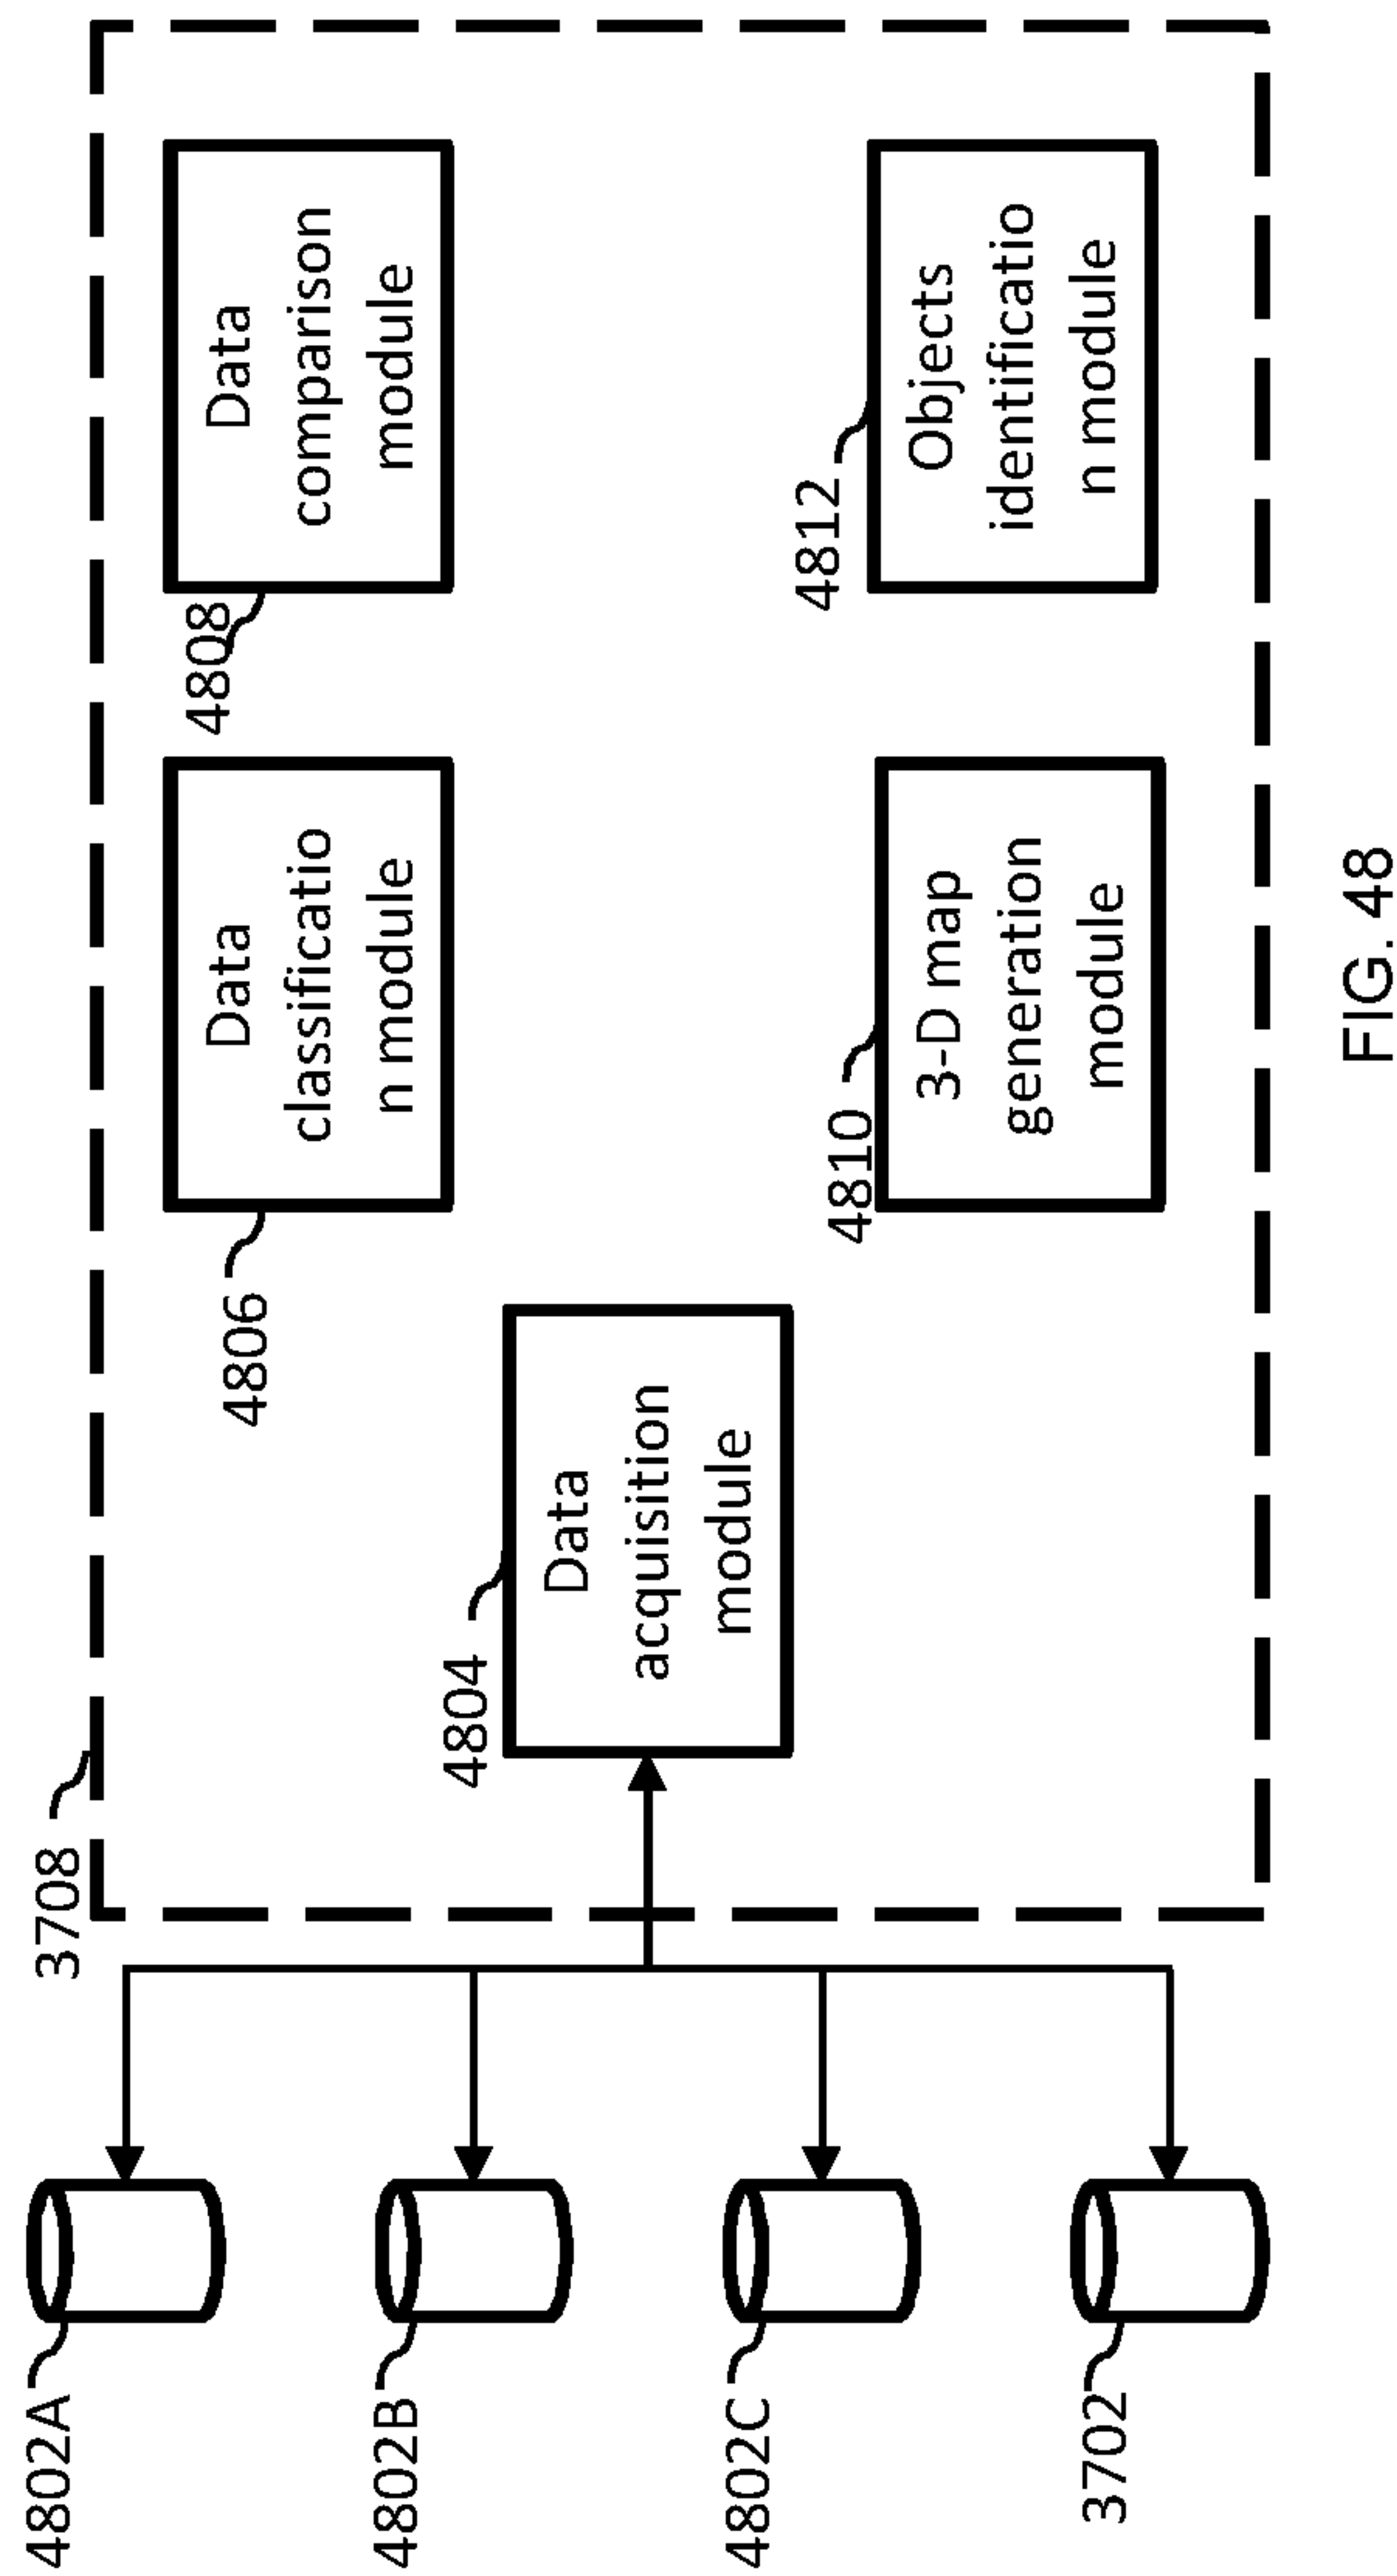 4802A
4802B
4802C
3702
3708
4804
Data
acquisition
module
4806
Data
classificatio
n module
4808
Data
comparison
module
4810
3-D map
generation
module
4812
Objects
identificatio
n module
FIG. 48